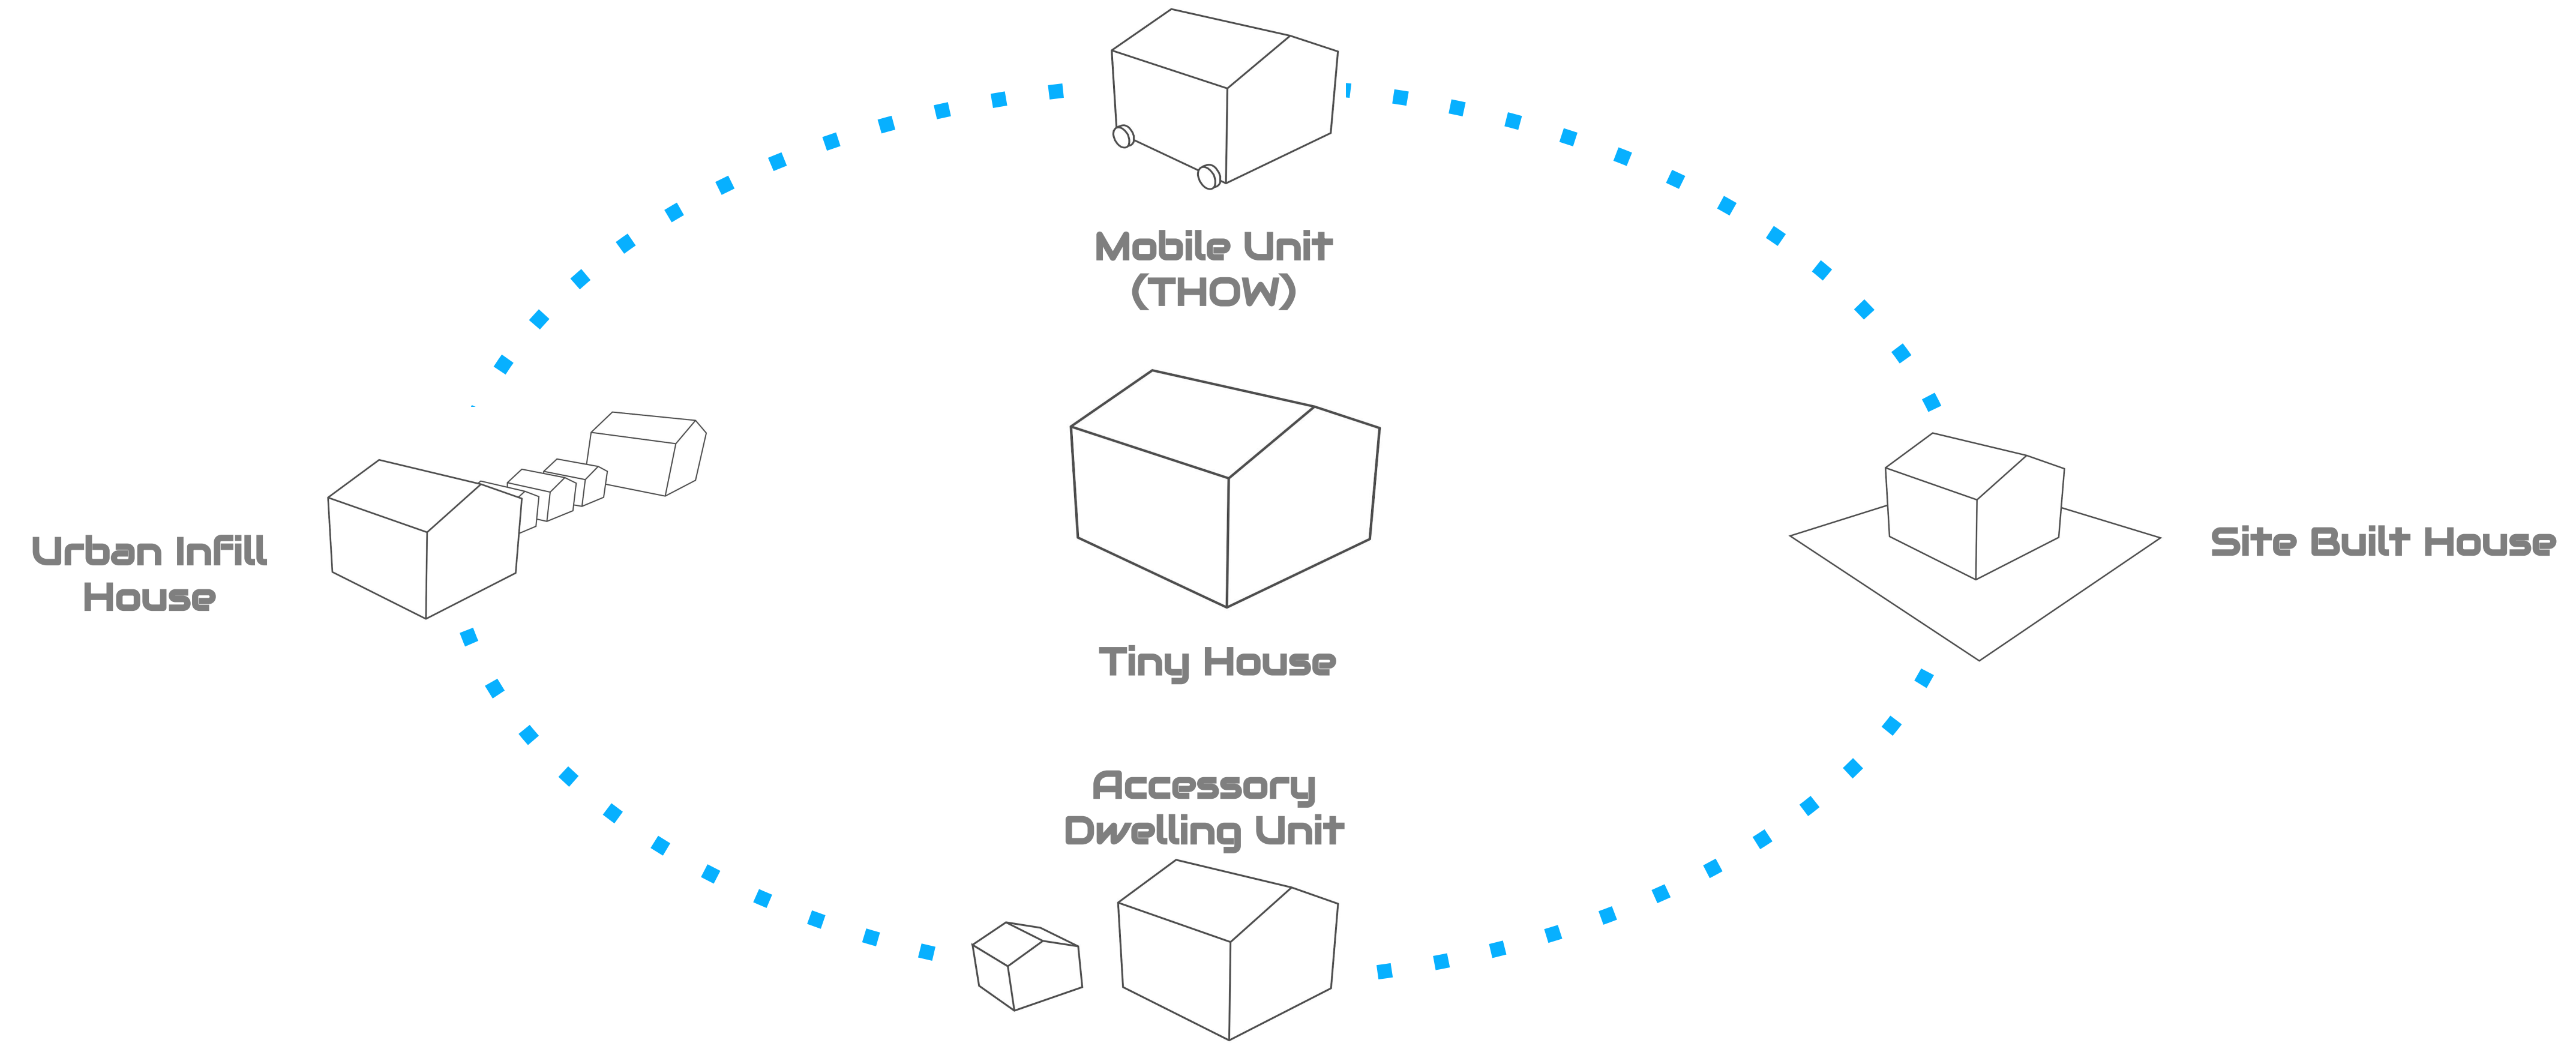 Mobile Unit
(THOW)
Urban Infill
House
Site Built House
Tiny House
Accessory
Dwelling Unit